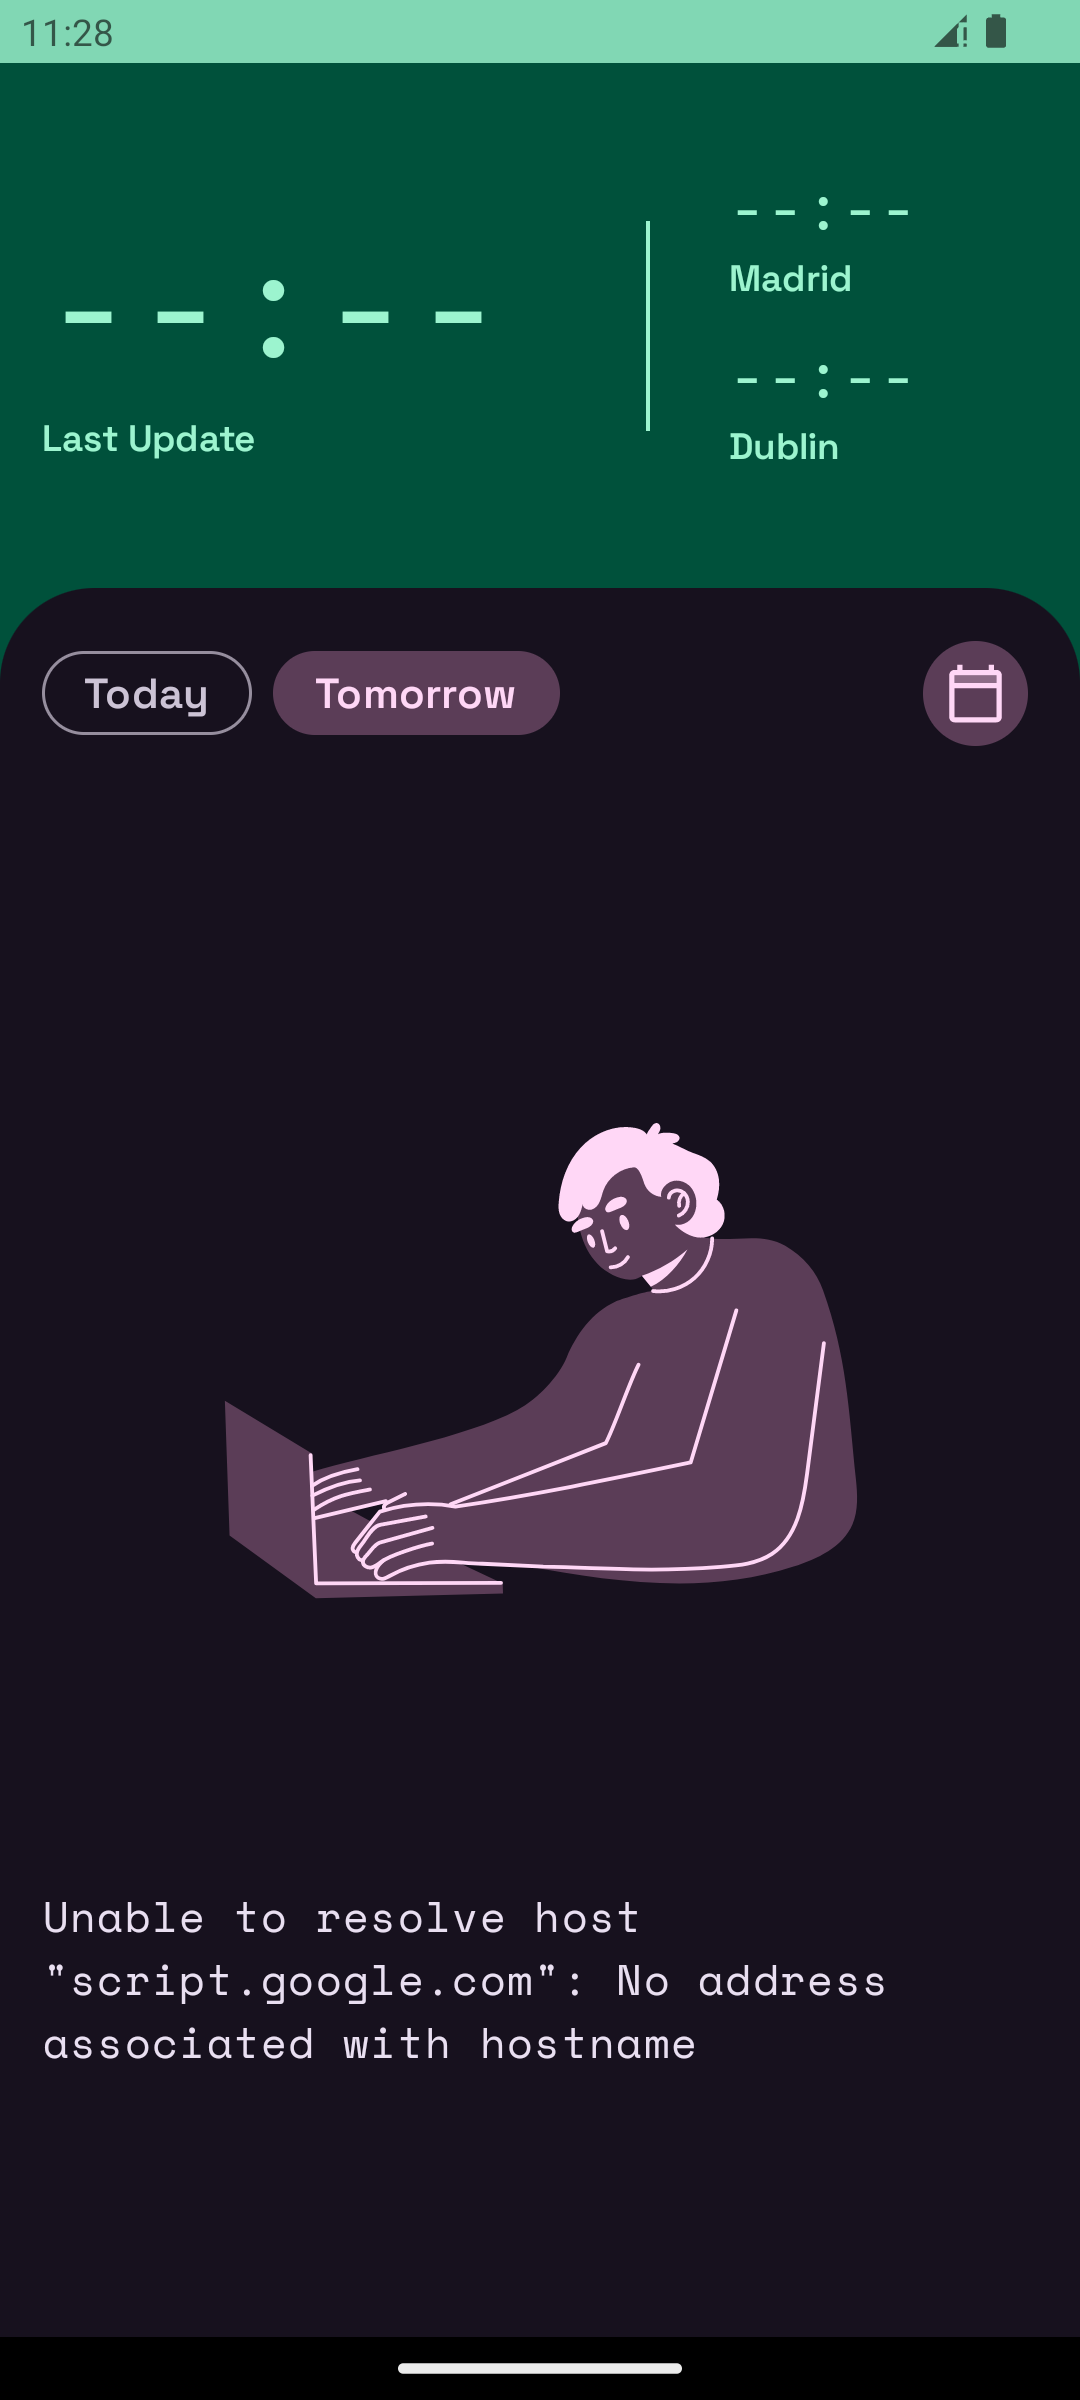 11:28
--:--
Last Update
--:--
Madrid
--:--
Dublin
Today
Tomorrow
Unable to resolve host
"script.google.com": No address
associated with hostname